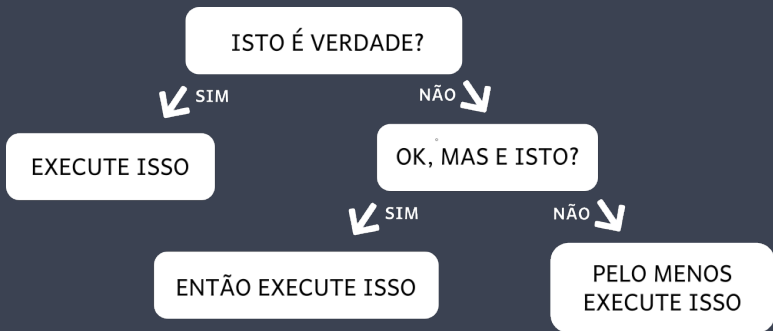 ISTO É VERDADE?
SIM
NÃO
EXECUTE ISSO
OK, MAS E ISTO?
SIM
NÃO
ENTÃO EXECUTE ISSO
PELO MENOS
EXECUTE ISSO